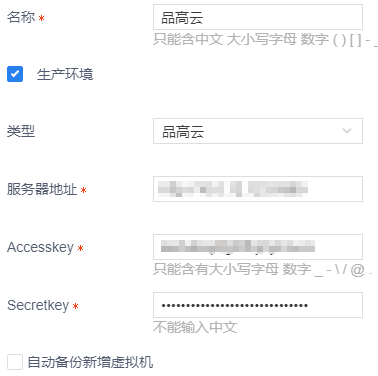 名称 * 品高云
只能含中文 大小写字母 数字 ( ) [ ] - _
生产环境
类型 品高云
服务器地址 *
Accesskey *
只能含有大小写字母 数字 _ - \ / @ .
Secretkey * ••••••••••••••••••••••••••••••
不能输入中文
自动备份新增虚拟机